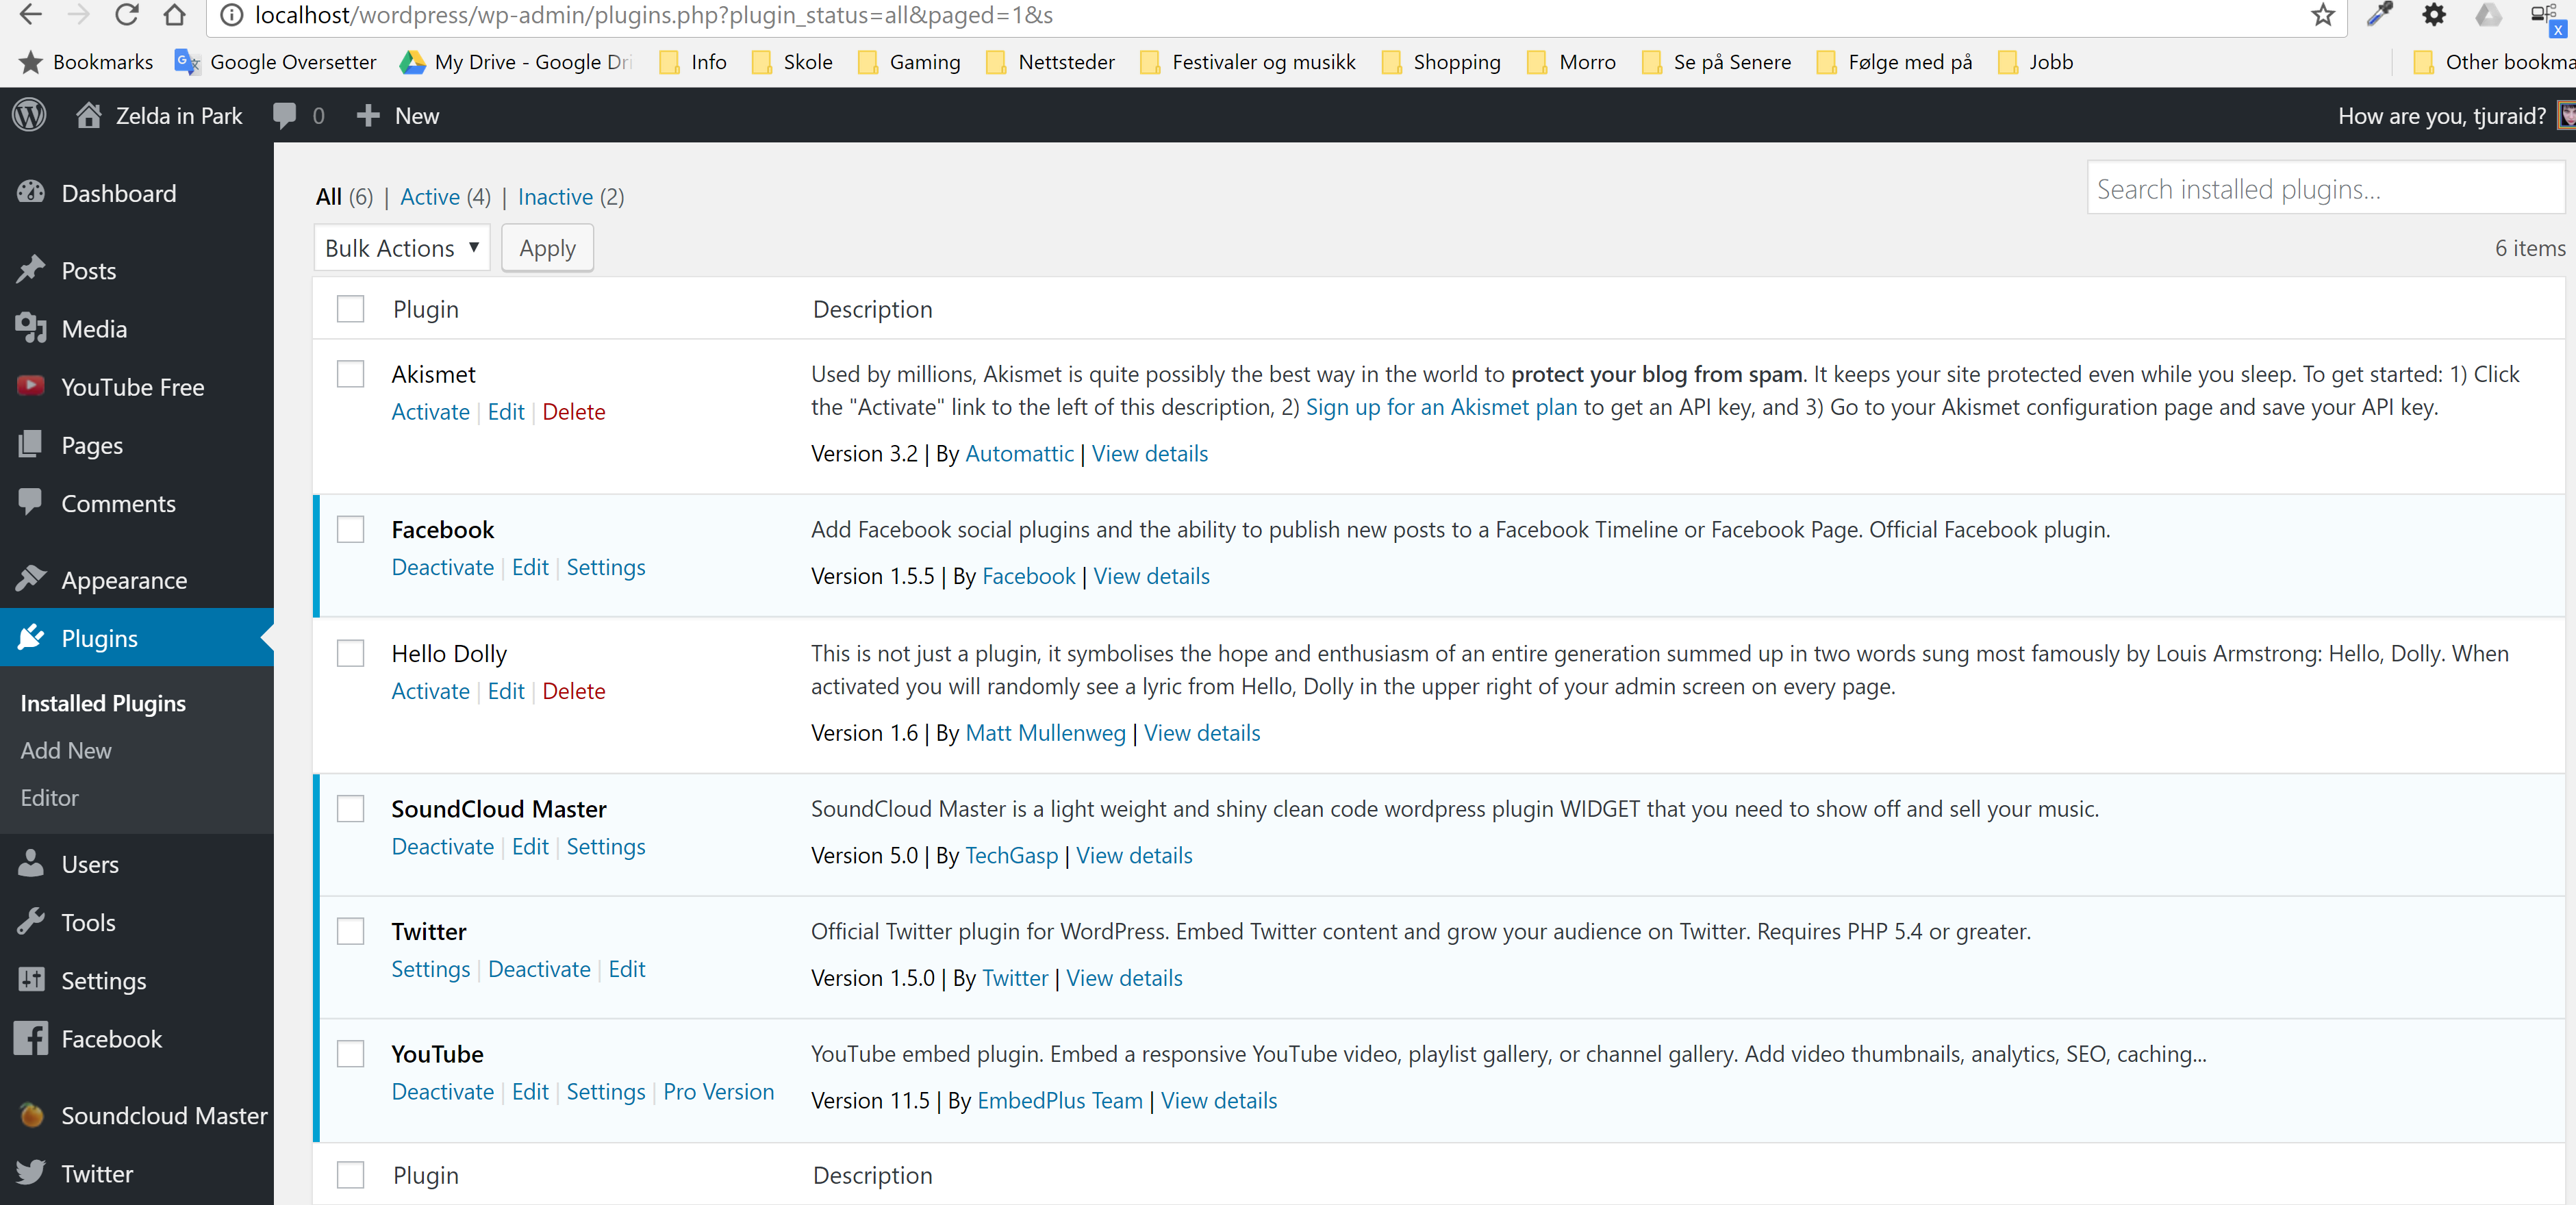 localhost/wordpress/wp-admin/plugins.php?plugin_status=all&paged=1&s
Bookmarks Google Oversetter My Drive - Google Dri Info Skole Gaming Nettsteder Festivaler og musikk Shopping Morro Se på Senere Følge med på Jobb Other bookma
Zelda in Park 0 New How are you, tjuraid?
Dashboard
Posts
Media
YouTube Free
Pages
Comments
Appearance
Plugins
Installed Plugins
Add New
Editor
Users
Tools
Settings
Facebook
Soundcloud Master
Twitter
All (6) | Active (4) | Inactive (2)
Search installed plugins...
Bulk Actions Apply
6 items
Plugin Description
Akismet
Activate | Edit | Delete
Used by millions, Akismet is quite possibly the best way in the world to protect your blog from spam. It keeps your site protected even while you sleep. To get started: 1) Click
the "Activate" link to the left of this description, 2) Sign up for an Akismet plan to get an API key, and 3) Go to your Akismet configuration page and save your API key.
Version 3.2 | By Automattic | View details
Facebook
Deactivate | Edit | Settings
Add Facebook social plugins and the ability to publish new posts to a Facebook Timeline or Facebook Page. Official Facebook plugin.
Version 1.5.5 | By Facebook | View details
Hello Dolly
Activate | Edit | Delete
This is not just a plugin, it symbolises the hope and enthusiasm of an entire generation summed up in two words sung most famously by Louis Armstrong: Hello, Dolly. When
activated you will randomly see a lyric from Hello, Dolly in the upper right of your admin screen on every page.
Version 1.6 | By Matt Mullenweg | View details
SoundCloud Master
Deactivate | Edit | Settings
SoundCloud Master is a light weight and shiny clean code wordpress plugin WIDGET that you need to show off and sell your music.
Version 5.0 | By TechGasp | View details
Twitter
Settings | Deactivate | Edit
Official Twitter plugin for WordPress. Embed Twitter content and grow your audience on Twitter. Requires PHP 5.4 or greater.
Version 1.5.0 | By Twitter | View details
YouTube
Deactivate | Edit | Settings | Pro Version
YouTube embed plugin. Embed a responsive YouTube video, playlist gallery, or channel gallery. Add video thumbnails, analytics, SEO, caching...
Version 11.5 | By EmbedPlus Team | View details
Plugin Description